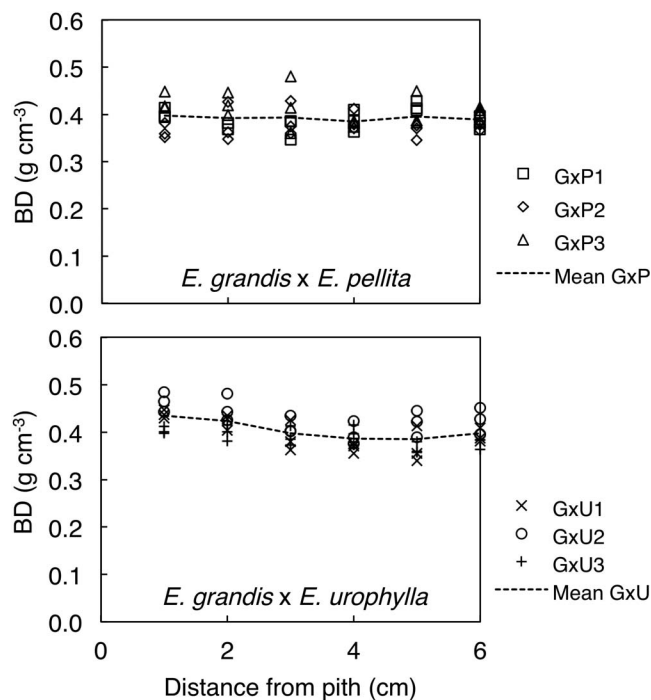 0.6
0.5
0.4
0.3
0.2
0.1
0.0
BD (g cm-3)
E. grandis x E. pellita
GxP1
GxP2
GxP3
Mean GxP
0.6
0.5
0.4
0.3
0.2
0.1
0.0
BD (g cm-3)
E. grandis x E. urophylla
GxU1
GxU2
GxU3
Mean GxU
0 2 4 6
Distance from pith (cm)